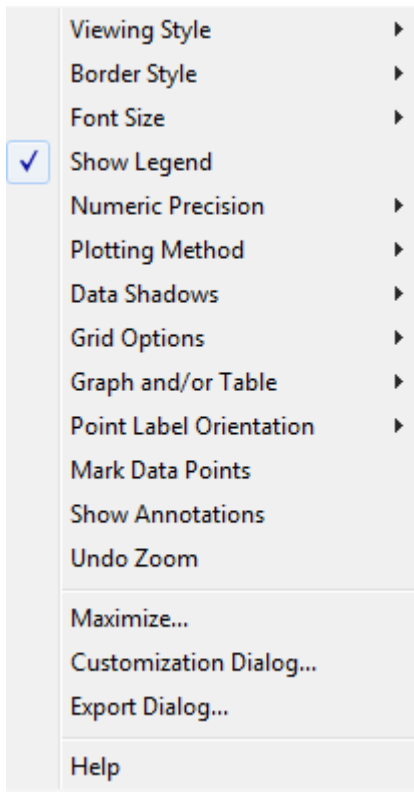 Viewing Style
Border Style
Font Size
Show Legend
Numeric Precision
Plotting Method
Data Shadows
Grid Options
Graph and/or Table
Point Label Orientation
Mark Data Points
Show Annotations
Undo Zoom
Maximize...
Customization Dialog...
Export Dialog...
Help